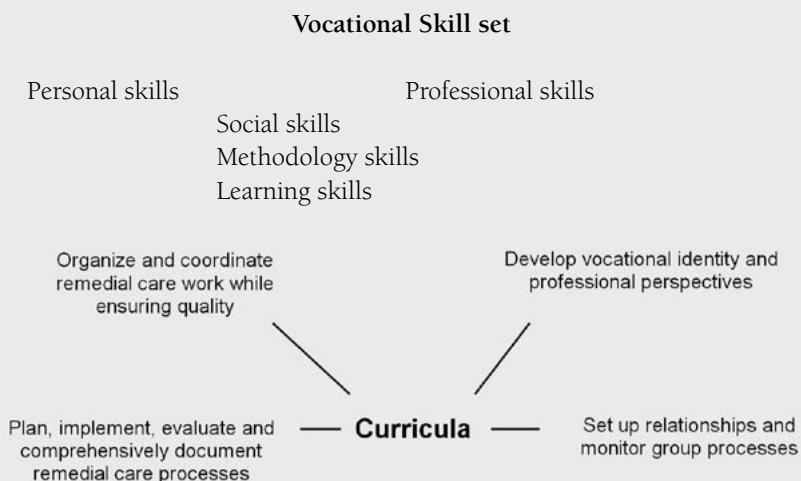 Vocational Skill set
Personal skills
Professional skills
Social skills
Methodology skills
Learning skills
Organize and coordinate
remedial care work while
ensuring quality
Develop vocational identity and
professional perspectives
Plan, implement, evaluate and
comprehensively document
remedial care processes
Curricula
Set up relationships and
monitor group processes